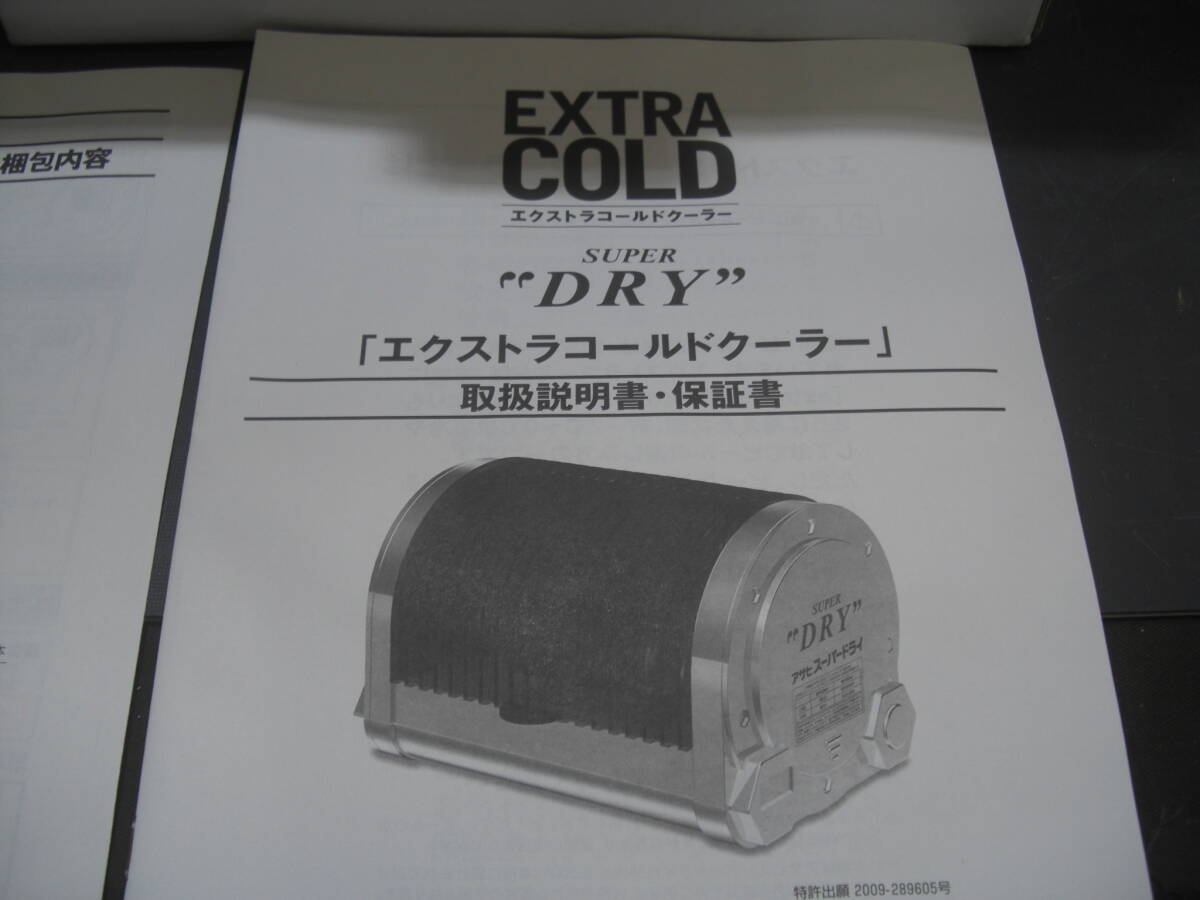 梱包内容
EXTRA
COLD
エクストラコールドクーラー
SUPER
“DRY”
「エクストラコールドクーラー」
取扱説明書・保証書
SUPER
“DRY”
アサヒスーパードライ
特許出願 2009-289605号